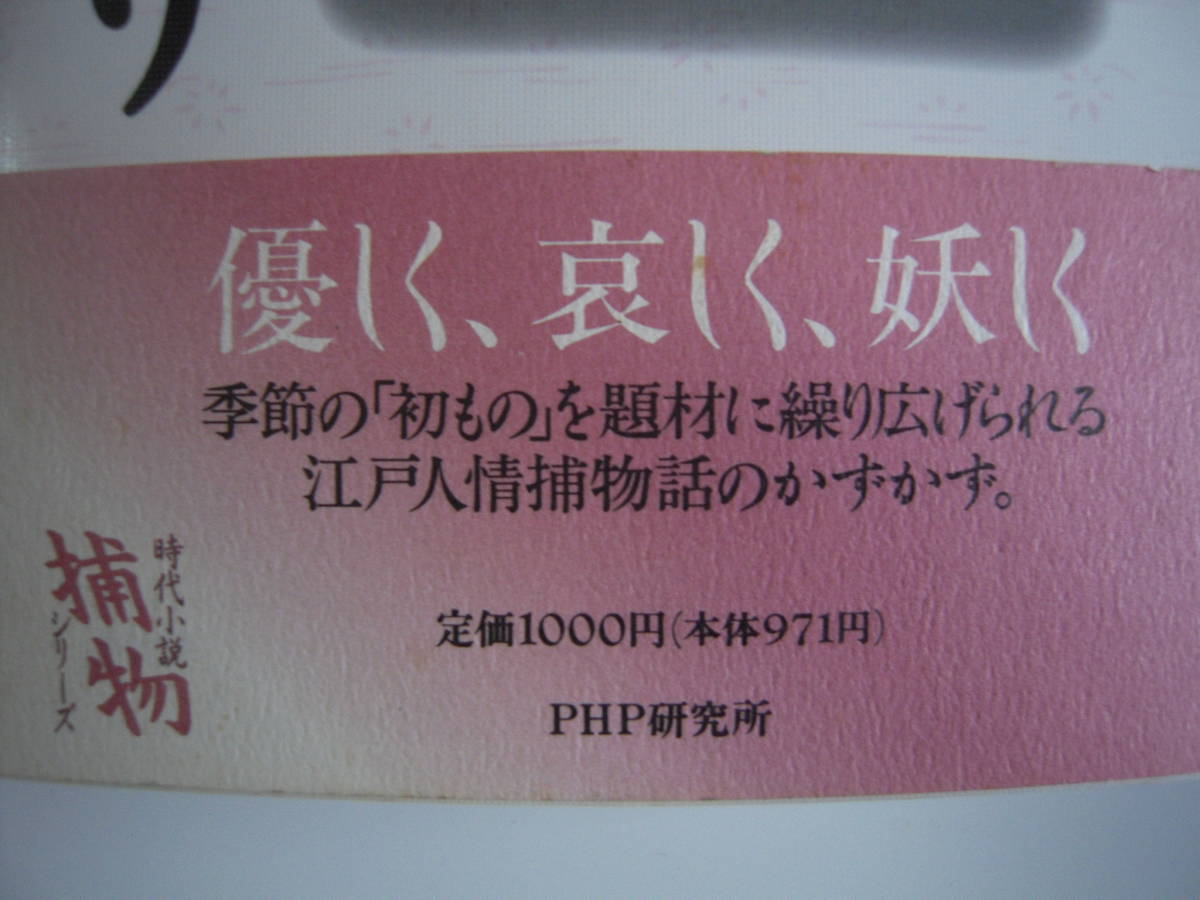 り
優しく、哀しく、妖しく
季節の「初もの」を題材に繰り広げられる
江戸人情捕物話のかずかず。
時代小説
捕物
シリーズ
定価1000円(本体971円)
PHP研究所